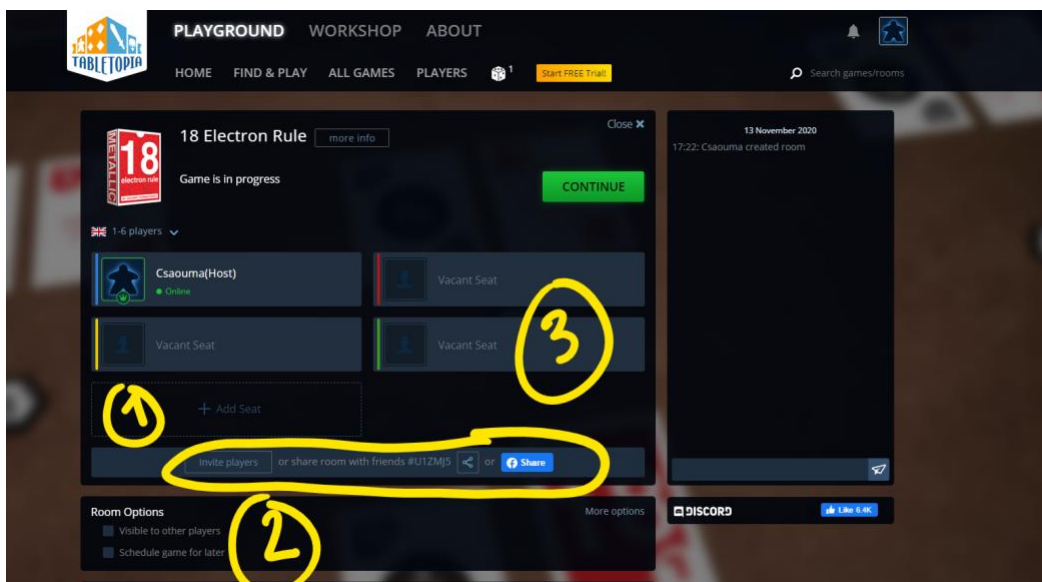 PLAYGROUND WORKSHOP ABOUT
TABLETOPIA
HOME FIND & PLAY ALL GAMES PLAYERS 1 Start FREE Trial! Search games/rooms
18 Electron Rule more info Close
METALLIC
18
electron rule
Game is in progress
CONTINUE
1-6 players
Csaouma(Host)
Online
Vacant Seat
Vacant Seat
Vacant Seat
3
1
+ Add Seat
Invite players or share room with friends #U1ZMJ5 or Share
2
Room Options More options
Visible to other players
Schedule game for later
13 November 2020
17:22: Csaouma created room
DISCORD Like 6.4K